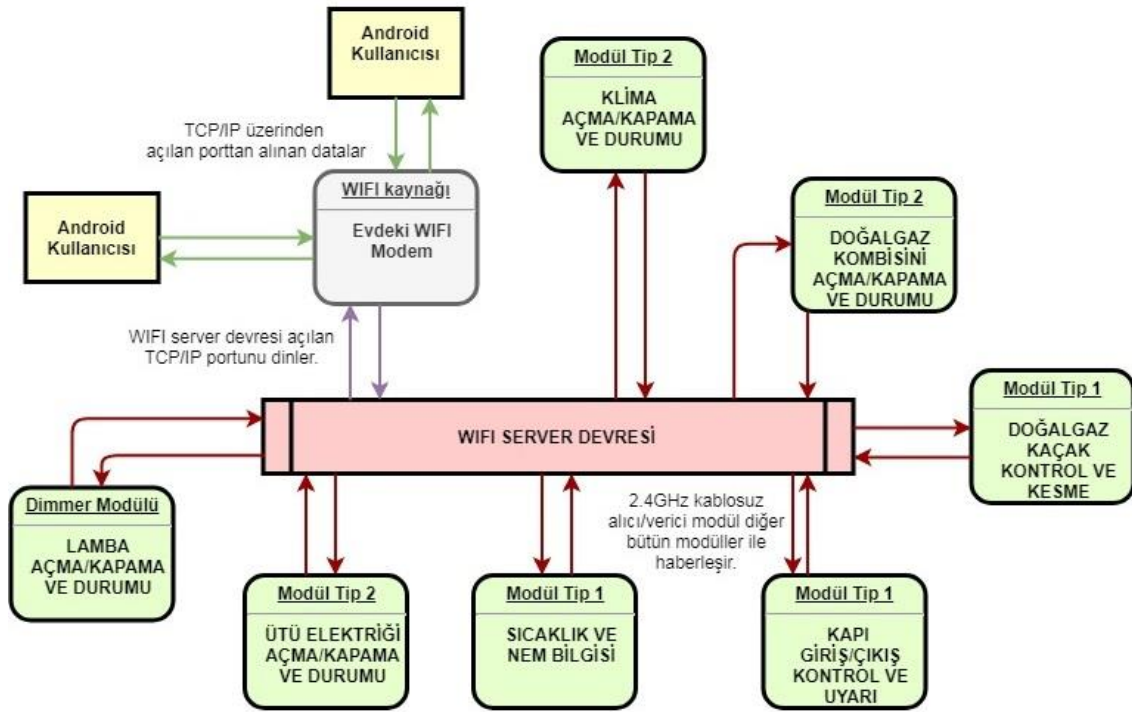 Android
Kullanıcısı
Modül Tip 2
KLİMA
AÇMA/KAPAMA
VE DURUMU
TCP/IP üzerinden
açılan porttan alınan datalar
WIFI kaynağı
Evdeki WIFI
Modem
Android
Kullanıcısı
Modül Tip 2
DOĞALGAZ
KOMBİSİNİ
AÇMA/KAPAMA
VE DURUMU
WIFI server devresi açılan
TCP/IP portunu dinler.
Modül Tip 1
DOĞALGAZ
KAÇAK
KONTROL VE
KESME
WIFI SERVER DEVRESİ
Dimmer Modülü
LAMBA
AÇMA/KAPAMA
VE DURUMU
2.4GHz kablosuz
alıcı/verici modül diğer
bütün modüller ile
haberleşir.
Modül Tip 2
ÜTÜ ELEKTRİĞİ
AÇMA/KAPAMA
VE DURUMU
Modül Tip 1
SICAKLIK VE
NEM BİLGİSİ
Modül Tip 1
KAPI
GİRİŞ/ÇIKIŞ
KONTROL VE
UYARI